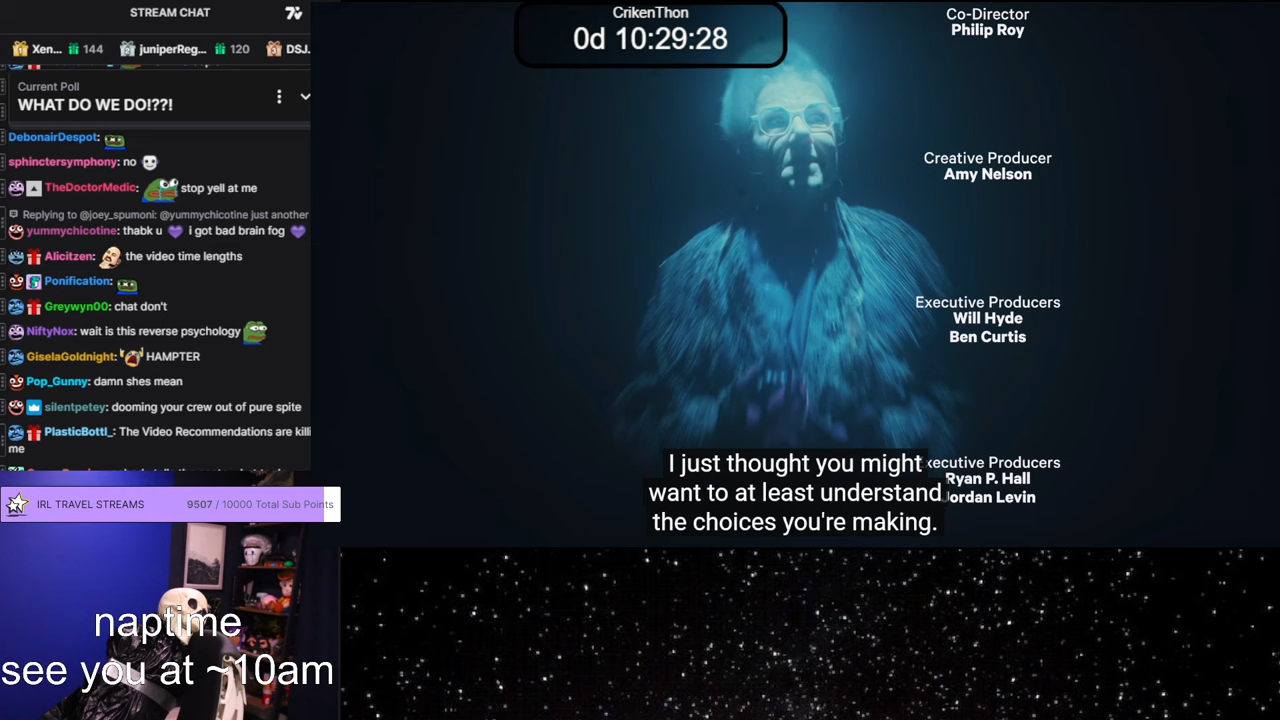 STREAM CHAT
Xen... 144 juniperReg... 120 DSJ.
Current Poll
WHAT DO WE DO!??!
DebonairDespot:
sphinctersymphony: no
TheDoctorMedic: stop yell at me
Replying to @joey_spumoni: @yummychicotine just another
yummychicotine: thabk u i got bad brain fog
Alicitzen: the video time lengths
Ponification:
Greywyn00: chat don't
NiftyNox: wait is this reverse psychology
GiselaGoldnight: HAMPTER
Pop_Gunny: damn shes mean
silentpetey: dooming your crew out of pure spite
PlasticBottl_: The Video Recommendations are killi
me
IRL TRAVEL STREAMS 9507 / 10000 Total Sub Points
naptime
see you at ~10am
CrikenThon
0d 10:29:28
Co-Director
Philip Roy
Creative Producer
Amy Nelson
Executive Producers
Will Hyde
Ben Curtis
xecutive Producers
Ryan P. Hall
Jordan Levin
I just thought you might
want to at least understand
the choices you're making.